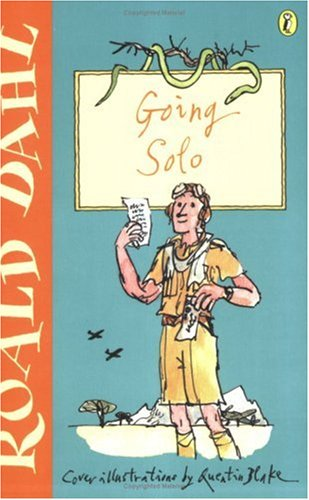 ROALD DAHL
Going
Solo
Cover illustrations by Quentin Blake